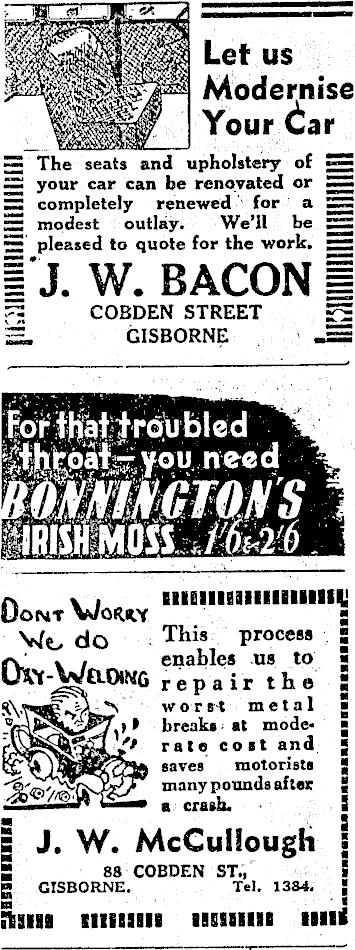 Let us
Modernise
Your Car
The seats and upholstery of
your car can be renovated or
completely renewed for a
modest outlay. We'll be
pleased to quote for the work.
J. W. BACON
COBDEN STREET
GISBORNE
For that troubled
throat—you need
BONNINGTON'S
IRISH MOSS 1/6 & 2/6
DONT WORRY
We do
OXY-WELDING
This process
enables us to
repair the
worst metal
breaks at mode-
rate cost and
saves motorists
many pounds after
a crash.
J. W. McCullough
88 COBDEN ST.,
GISBORNE. Tel. 1384.